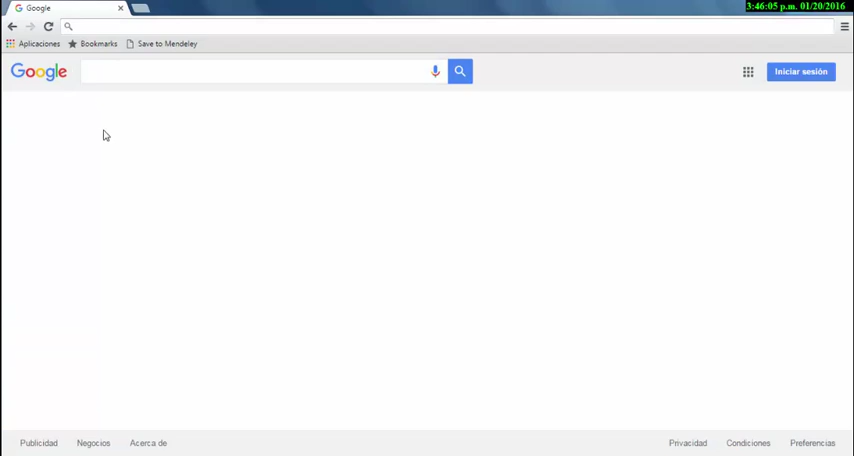 Google
3:46:05 p.m. 01/20/2016
Aplicaciones Bookmarks Save to Mendeley
Google
Iniciar sesión
Publicidad Negocios Acerca de Privacidad Condiciones Preferencias